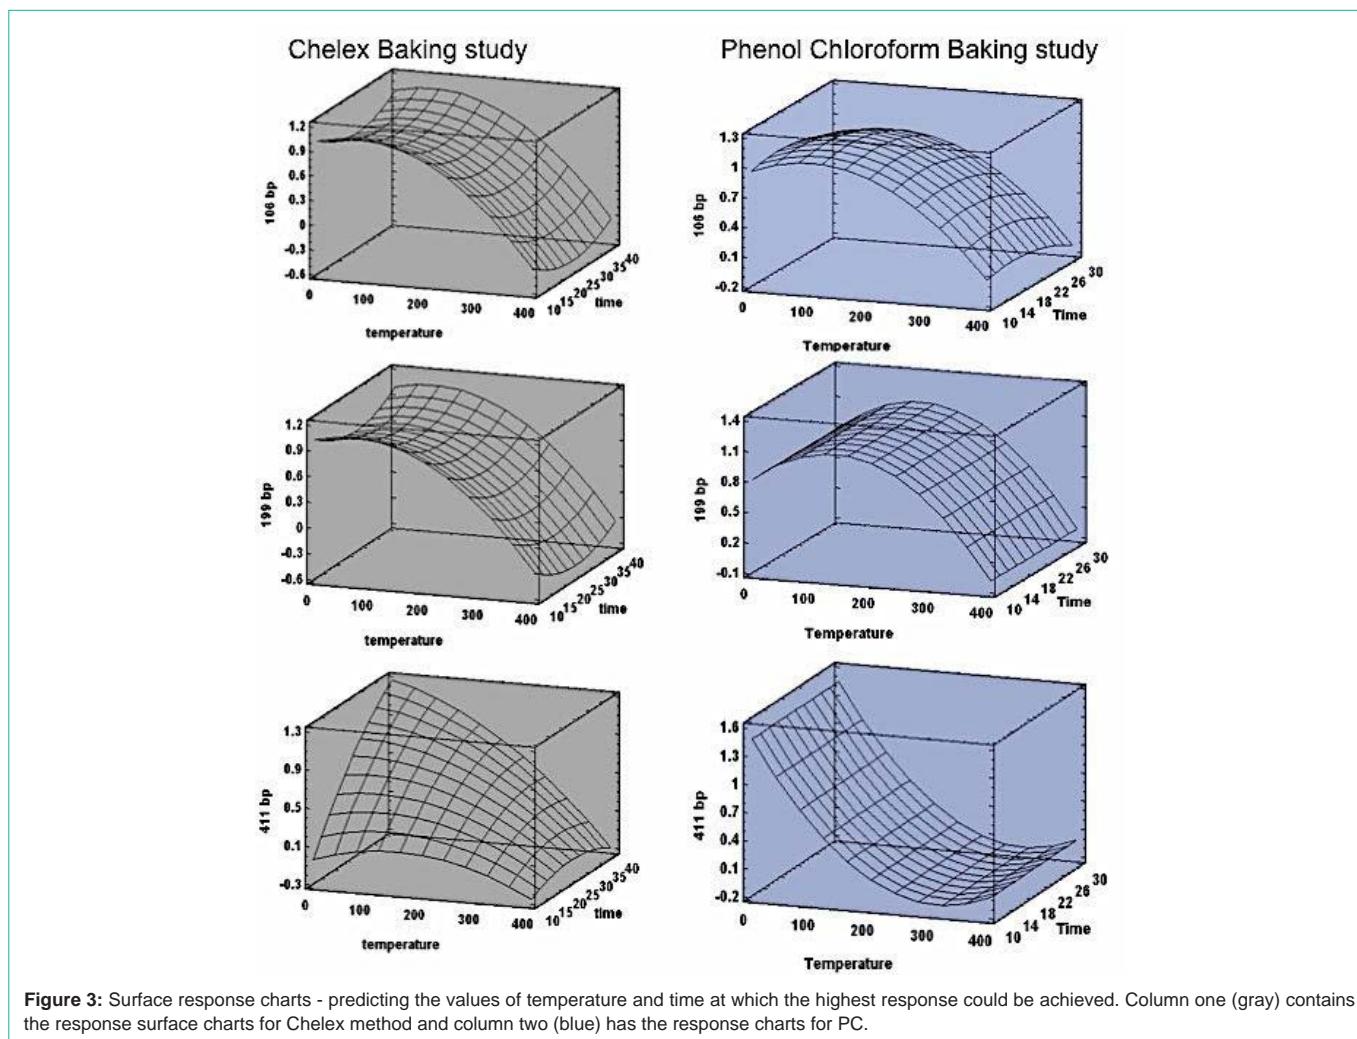 Chelex Baking study
Phenol Chloroform Baking study
1.2
0.9
0.6
0.3
0
-0.3
-0.6
106 bp
0 100 200 300 400
10 15 20 25 30 35 40
time
temperature
1.3
1
0.7
0.4
0.1
-0.2
106 bp
0 100 200 300 400
10 14 18 22 26 30
Time
Temperature
1.2
0.9
0.6
0.3
0
-0.3
-0.6
199 bp
0 100 200 300 400
10 15 20 25 30 35 40
time
temperature
1.4
1.1
0.8
0.5
0.2
-0.1
199 bp
0 100 200 300 400
10 14 18 22 26 30
Time
Temperature
1.3
0.9
0.5
0.1
-0.3
411 bp
0 100 200 300 400
10 15 20 25 30 35 40
time
temperature
1.6
1.3
1
0.7
0.4
0.1
-0.2
411 bp
0 100 200 300 400
10 14 18 22 26 30
Time
Temperature
Figure 3: Surface response charts - predicting the values of temperature and time at which the highest response could be achieved. Column one (gray) contains
the response surface charts for Chelex method and column two (blue) has the response charts for PC.